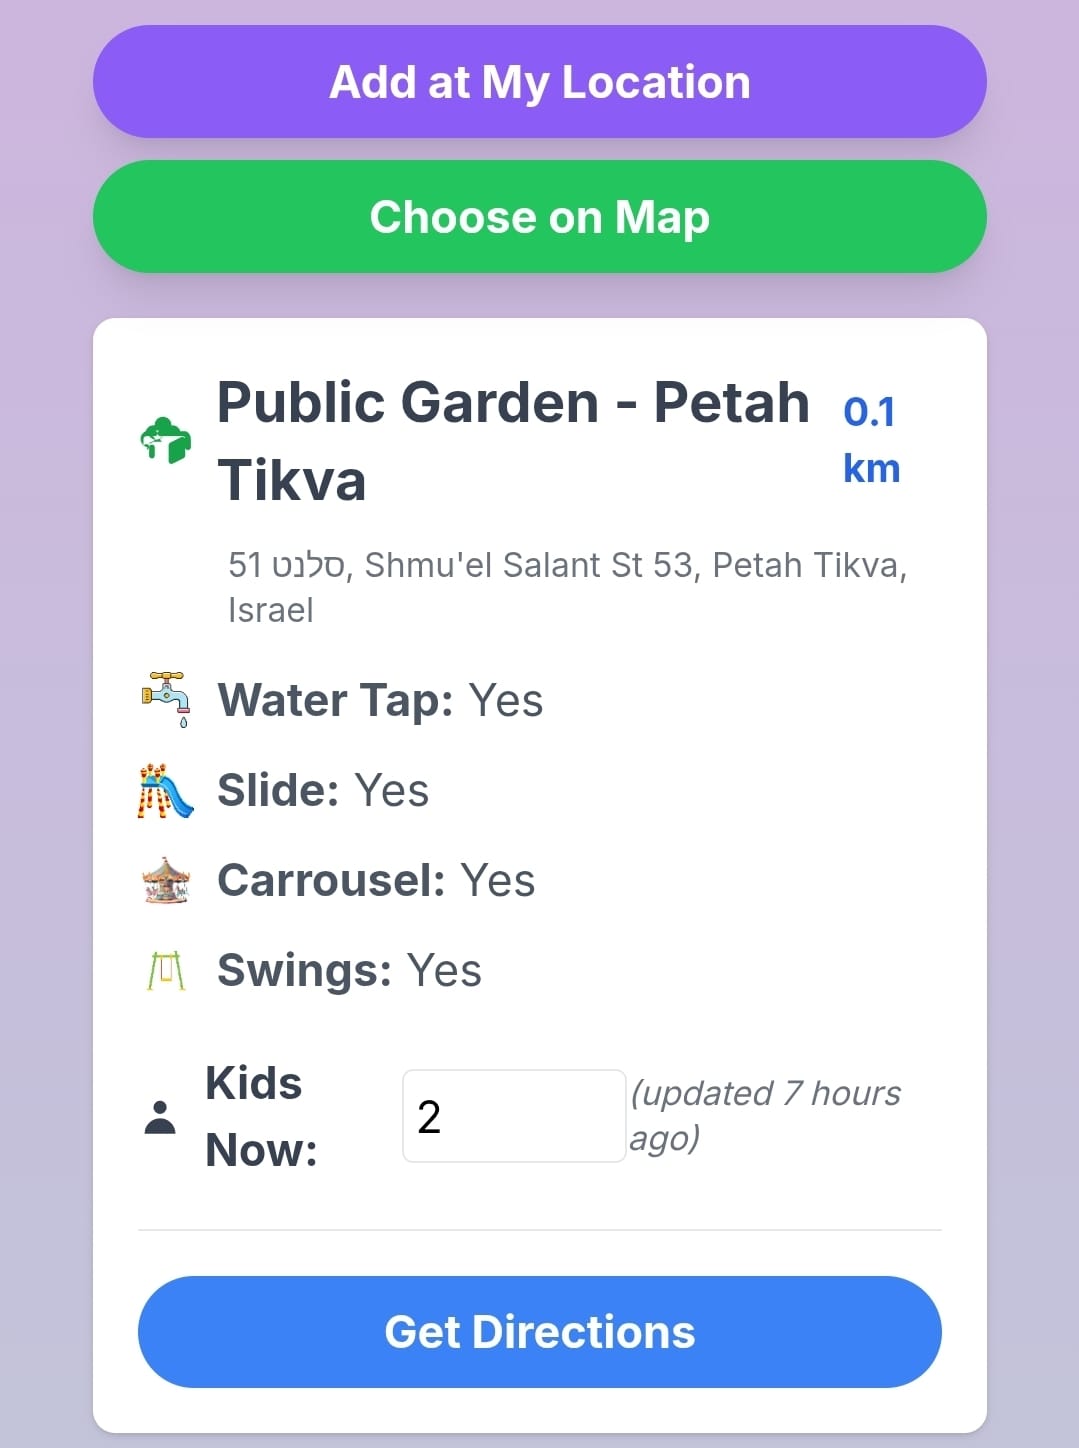 Add at My Location
Choose on Map
Public Garden - Petah
Tikva
0.1
km
51 סלנט, Shmu'el Salant St 53, Petah Tikva,
Israel
Water Tap: Yes
Slide: Yes
Carrousel: Yes
Swings: Yes
Kids
Now:
2
(updated 7 hours
ago)
Get Directions